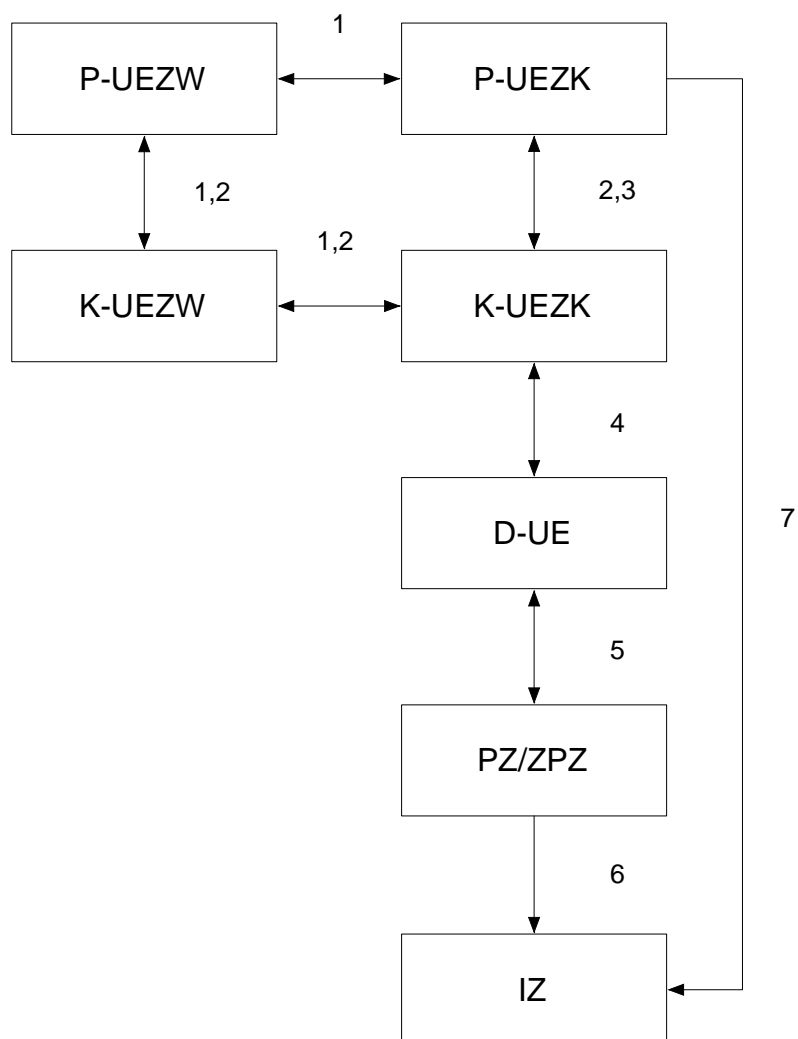 1
P-UEZW
P-UEZK
1,2
2,3
1,2
K-UEZW
K-UEZK
4
7
D-UE
5
PZ/ZPZ
6
IZ